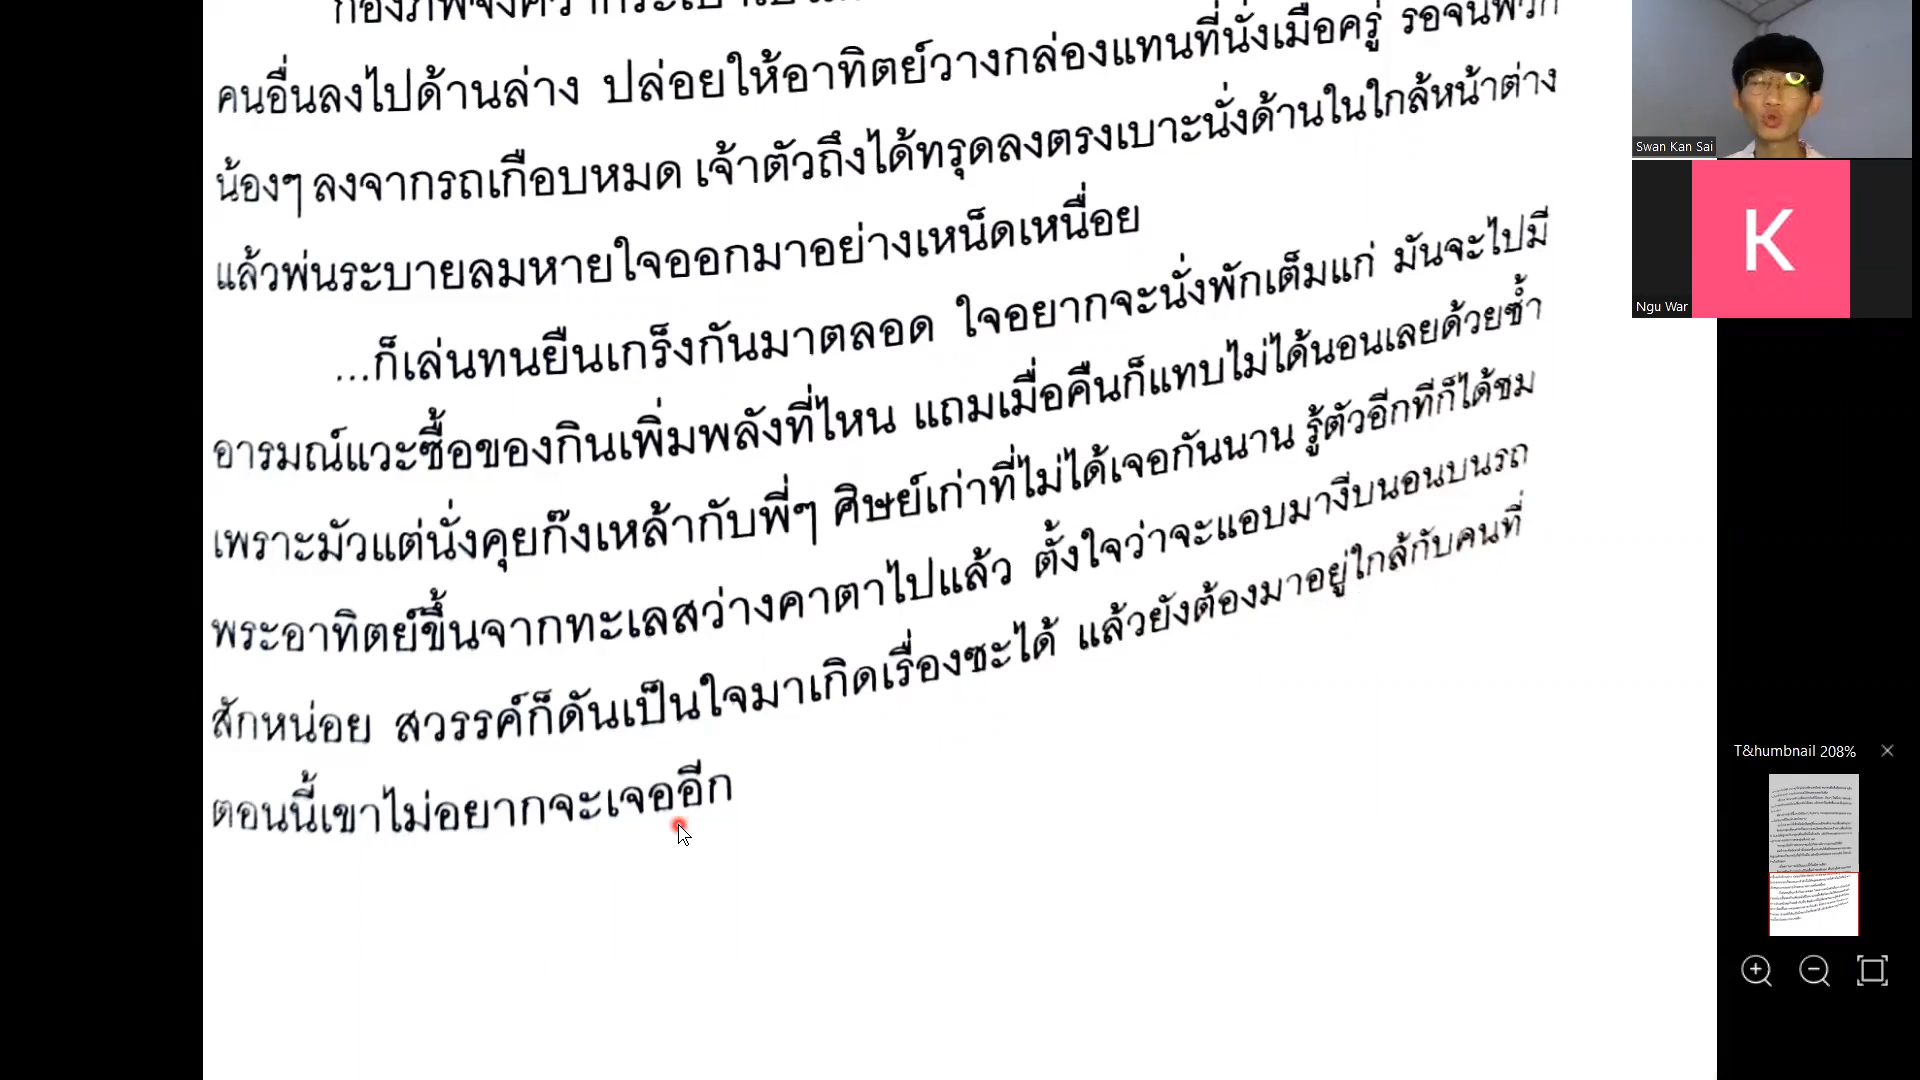 คนอื่นลงไปด้านล่าง ปล่อยให้อาทิตย์วางกล่องแทนที่นั่งเมื่อครู่ รอจนพวก
น้องๆ ลงจากรถเกือบหมด เจ้าตัวถึงได้ทรุดลงตรงเบาะนั่งด้านในใกล้หน้าต่าง
แล้วพ่นระบายลมหายใจออกมาอย่างเหน็ดเหนื่อย
...ก็เล่นทนยืนเกร็งกันมาตลอด ใจอยากจะนั่งพักเต็มแก่ มันจะไปมี
อารมณ์แวะซื้อของกินเพิ่มพลังที่ไหน แถมเมื่อคืนก็แทบไม่ได้นอนเลยด้วยซ้ำ
เพราะมัวแต่นั่งคุยก๊งเหล้ากับพี่ๆ ศิษย์เก่าที่ไม่ได้เจอกันนาน รู้ตัวอีกทีก็ได้ชม
พระอาทิตย์ขึ้นจากทะเลสว่างคาตาไปแล้ว ตั้งใจว่าจะแอบมางีบนอนบนรถ
สักหน่อย สวรรค์ก็ดันเป็นใจมาเกิดเรื่องซะได้ แล้วยังต้องมาอยู่ใกล้กับคนที่
ตอนนี้เขาไม่อยากจะเจออีก
Swan Kan Sai
K
Ngu War
T&humbnail 208%